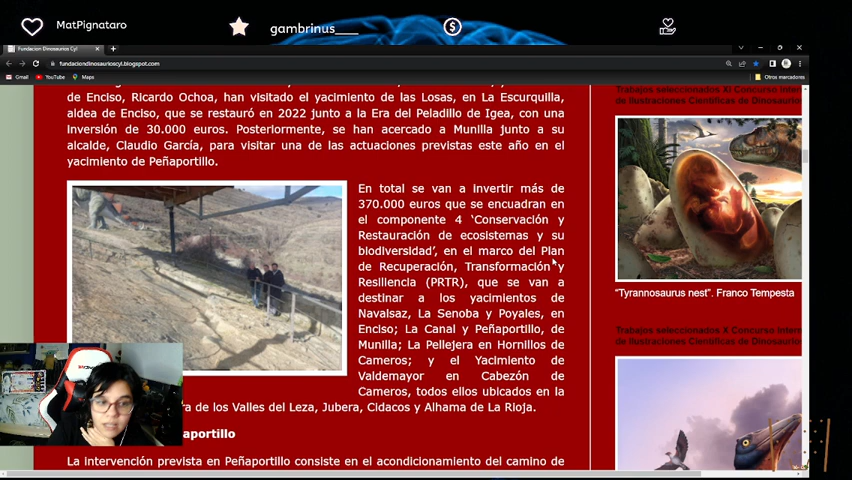 MatPignataro
gambrinus____
Fundacion Dinosaurios Cyl
fundaciondinosaurioscyl.blogspot.com
Gmail YouTube Maps Otros marcadores
de Enciso, Ricardo Ochoa, han visitado el yacimiento de las Losas, en La Escurquilla,
aldea de Enciso, que se restauró en 2022 junto a la Era del Peladillo de Igea, con una
inversión de 30.000 euros. Posteriormente, se han acercado a Munilla junto a su
alcalde, Claudio García, para visitar una de las actuaciones previstas este año en el
yacimiento de Peñaportillo.
En total se van a invertir más de
370.000 euros que se encuadran en
el componente 4 ‘Conservación y
Restauración de ecosistemas y su
biodiversidad’, en el marco del Plan
de Recuperación, Transformación y
Resiliencia (PRTR), que se van a
destinar a los yacimientos de
Navalsaz, La Senoba y Poyales, en
Enciso; La Canal y Peñaportillo, de
Munilla; La Pellejera en Hornillos de
Cameros; y el Yacimiento de
Valdemayor en Cabezón de
Cameros, todos ellos ubicados en la
de los Valles del Leza, Jubera, Cidacos y Alhama de La Rioja.
La intervención prevista en Peñaportillo consiste en el acondicionamiento del camino de
Trabajos seleccionados XI Concurso
de Ilustraciones Científicas de
“Tyrannosaurus nest”. Franco Tempesta
Trabajos seleccionados X Concurso
de Ilustraciones Científicas de